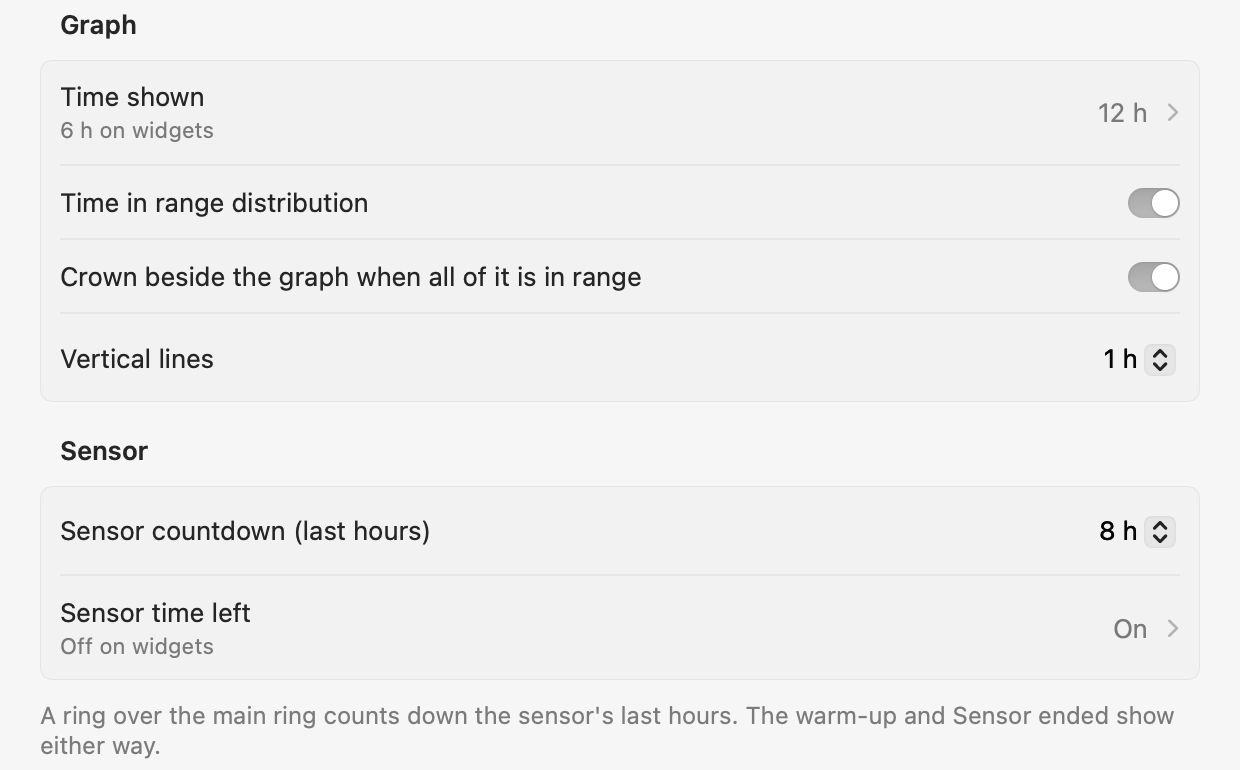 Graph
Time shown
6 h on widgets
12 h
Time in range distribution
Crown beside the graph when all of it is in range
Vertical lines
1 h
Sensor
Sensor countdown (last hours)
8 h
Sensor time left
Off on widgets
On
A ring over the main ring counts down the sensor's last hours. The warm-up and Sensor ended show
either way.